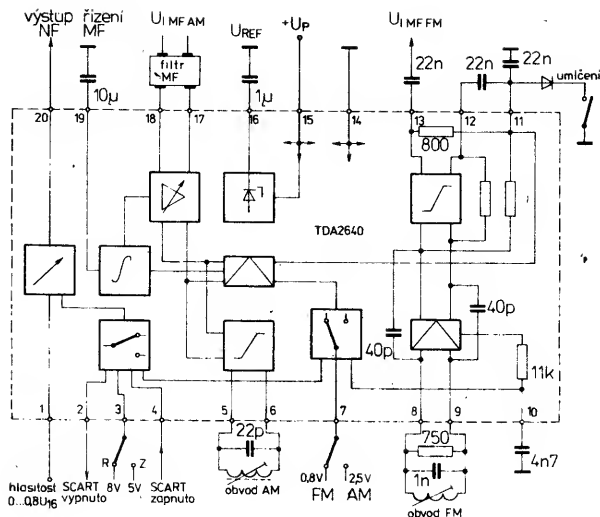 výstup
NF
řízení
MF
U I MF AM
U REF
+U P
U I MF FM
filtr
MF
10µ
1µ
22n
22n
22n
umlčení
20
19
18
17
16
15
14
13
12
11
800
TDA2640
40p
40p
11k
1
2
3
4
5
6
7
8
9
10
22p
750
1n
4n7
R
Z
8V
5V
0,8V
2,5V
FM
AM
hlasitost
0...0,8U16
SCART
vypnuto
SCART
zapnuto
obvod AM
obvod FM